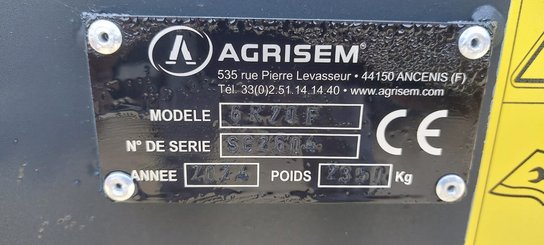 AGRISEM®
535 rue Pierre Levasseur • 44150 ANCENIS (F)
Tél. 33(0)2.51.14.14.40 • www.agrisem.com
MODELE
N° DE SERIE
CE
ANNEE 2024 POIDS Kg